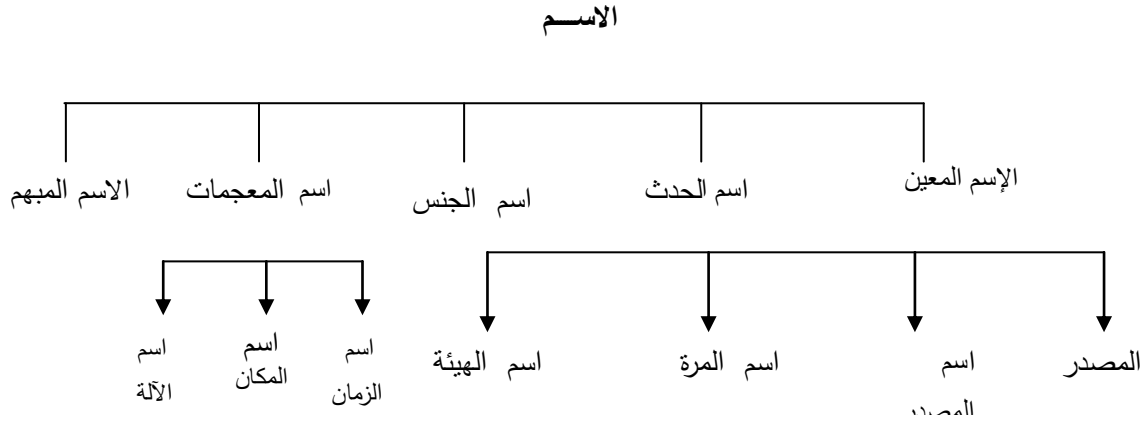 الاســـم
الإسم المعين
اسم الحدث
اسم الجنس
اسم المعجمات
الاسم المبهم
المصدر
اسم
المصدر
اسم المرة
اسم الهيئة
اسم
الزمان
اسم
المكان
اسم
الآلة